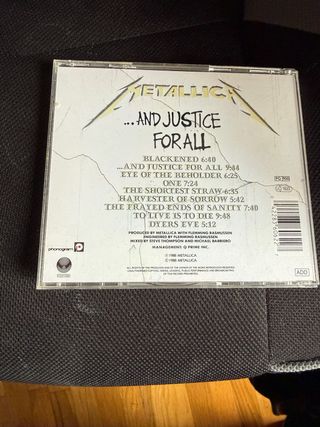 METALLICA
...AND JUSTICE
FOR ALL
BLACKENED 6:40
...AND JUSTICE FOR ALL 9:44
EYE OF THE BEHOLDER 6:25
ONE 7:24
THE SHORTEST STRAW 6:35
HARVESTER OF SORROW 5:42
THE FRAYED ENDS OF SANITY 7:40
TO LIVE IS TO DIE 9:48
DYERS EVE 5:12
PRODUCED BY METALLICA WITH FLEMMING RASMUSSEN
ENGINEERED BY FLEMMING RASMUSSEN
MIXED BY STEVE THOMPSON AND MICHAEL BARBIERO
MANAGEMENT: Q PRIME INC.
phonogram
℗ 1988 METALLICA
© 1988 METALLICA
ADD